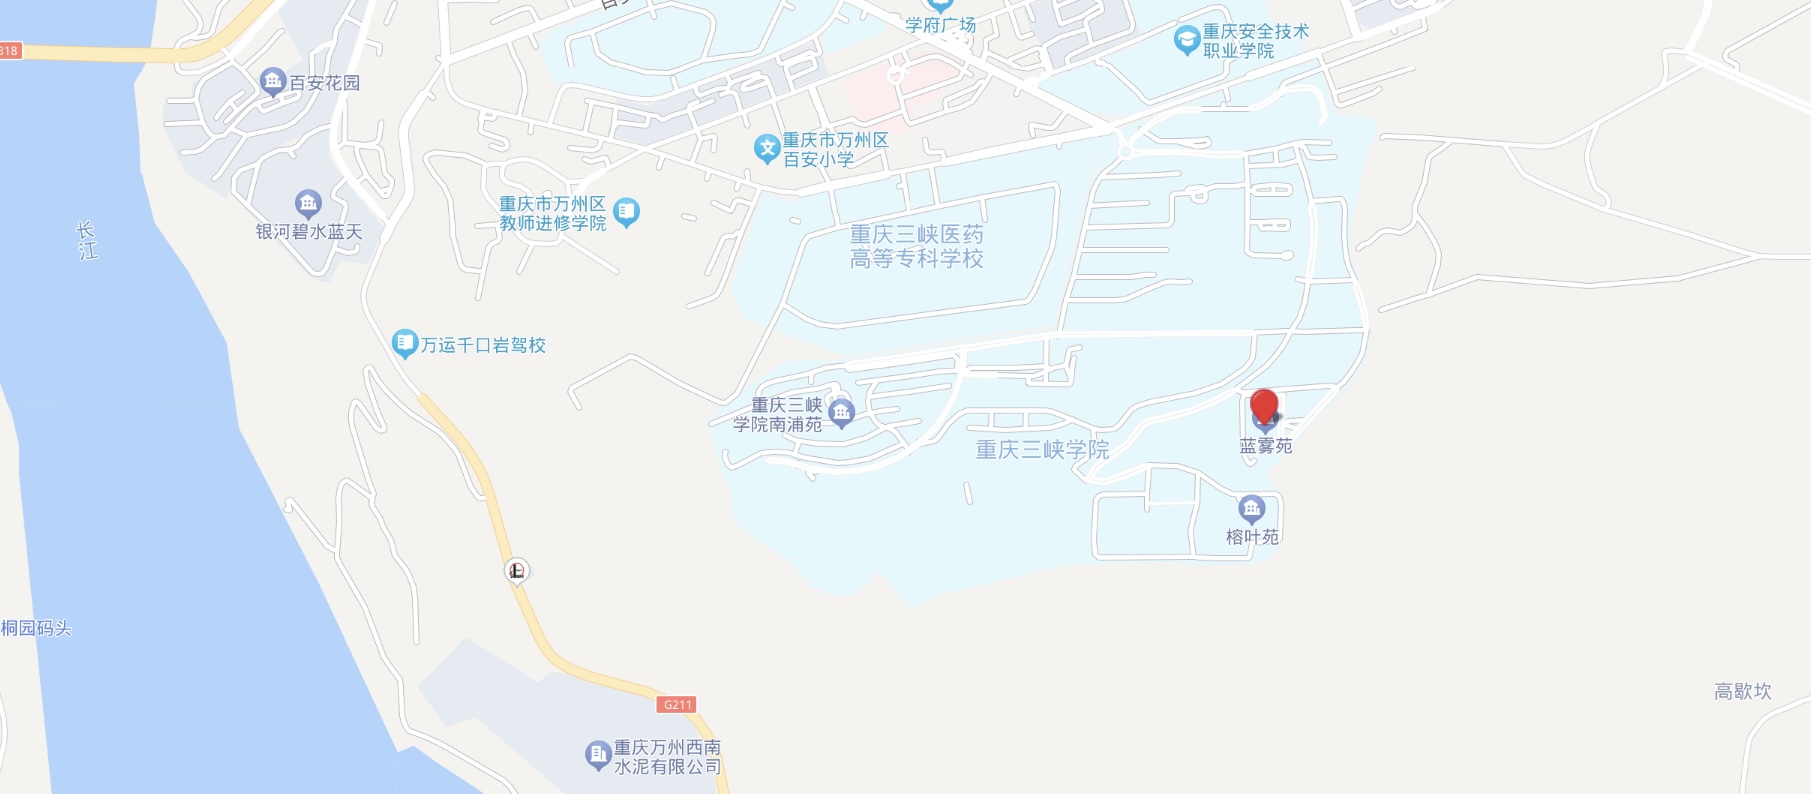 学府广场
重庆安全技术
职业学院
318
百安花园
重庆市万州区
百安小学
重庆市万州区
教师进修学院
银河碧水蓝天
长
江
重庆三峡医药
高等专科学校
万运千口岩驾校
重庆三峡
学院南浦苑
重庆三峡学院
蓝雾苑
榕叶苑
桐园码头
高歇坎
G211
重庆万州西南
水泥有限公司